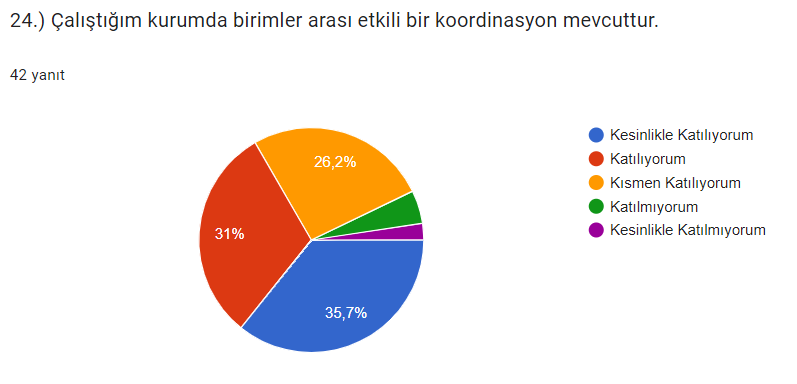 24.) Çalıştığım kurumda birimler arası etkili bir koordinasyon mevcuttur.
42 yanıt
26,2%
31%
35,7%
Kesinlikle Katılıyorum
Katılıyorum
Kısmen Katılıyorum
Katılmıyorum
Kesinlikle Katılmıyorum